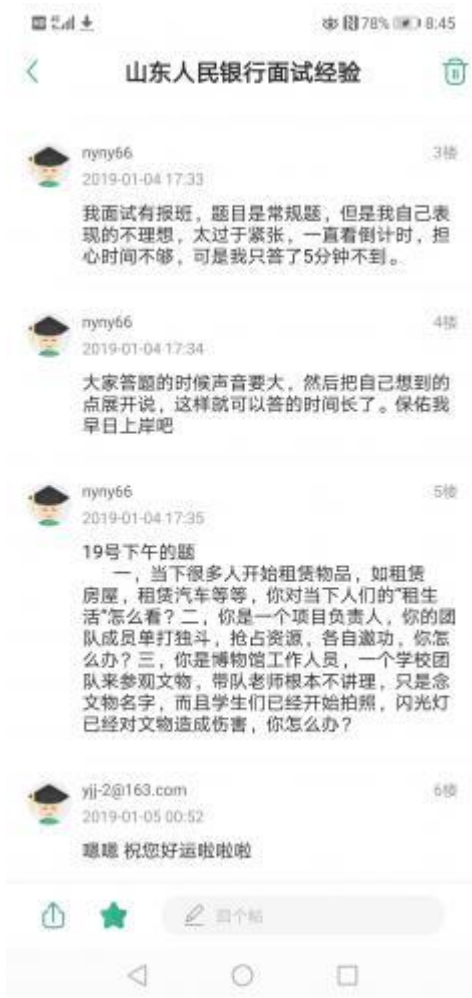 78% 8:45
山东人民银行面试经验
nyny66
3楼
2019-01-04 17:33
我面试有报班，题目是常规题，但是我自己表
现的不理想，太过于紧张，一直看倒计时，担
心时间不够，可是我只答了5分钟不到。
nyny66
4楼
2019-01-04 17:34
大家答题的时候声音要大，然后把自己想到的
点展开说，这样就可以答的时间长了。保佑我
早日上岸吧
nyny66
5楼
2019-01-04 17:35
19号下午的题
一，当下很多人开始租赁物品，如租赁
房屋，租赁汽车等等，你对当下人们的“租生
活”怎么看？二，你是一个项目负责人，你的团
队成员单打独斗，抢占资源，各自邀功，你怎
么办？三，你是博物馆工作人员，一个学校团
队来参观文物，带队老师根本不讲理，只是念
文物名字，而且学生们已经开始拍照，闪光灯
已经对文物造成伤害，你怎么办？
yjj-2@163.com
6楼
2019-01-05 00:52
嗯嗯 祝您好运啦啦啦
回个帖